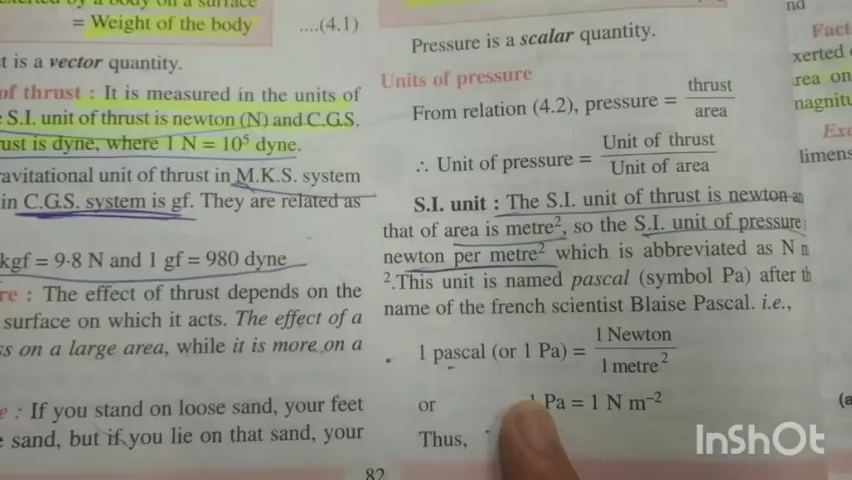 = Weight of the body ....(4.1)
t is a vector quantity.
of thrust : It is measured in the units of
S.I. unit of thrust is newton (N) and C.G.S.
ust is dyne, where 1 N = 10⁵ dyne.
ravitational unit of thrust in M.K.S. system
in C.G.S. system is gf. They are related as
kgf = 9·8 N and 1 gf = 980 dyne
re : The effect of thrust depends on the
surface on which it acts. The effect of a
ss on a large area, while it is more on a
e : If you stand on loose sand, your feet
e sand, but if you lie on that sand, your
82
Pressure is a scalar quantity.
Units of pressure
From relation (4.2), pressure = thrust / area
∴ Unit of pressure = Unit of thrust / Unit of area
S.I. unit : The S.I. unit of thrust is newton an
that of area is metre², so the S.I. unit of pressure
newton per metre² which is abbreviated as N m
².This unit is named pascal (symbol Pa) after th
name of the french scientist Blaise Pascal. i.e.,
1 pascal (or 1 Pa) = 1 Newton / 1 metre²
or 1 Pa = 1 N m⁻²
Thus,
nd
Fact
xerted
rea on
nagnitu
Exa
limens
(a
InShOt